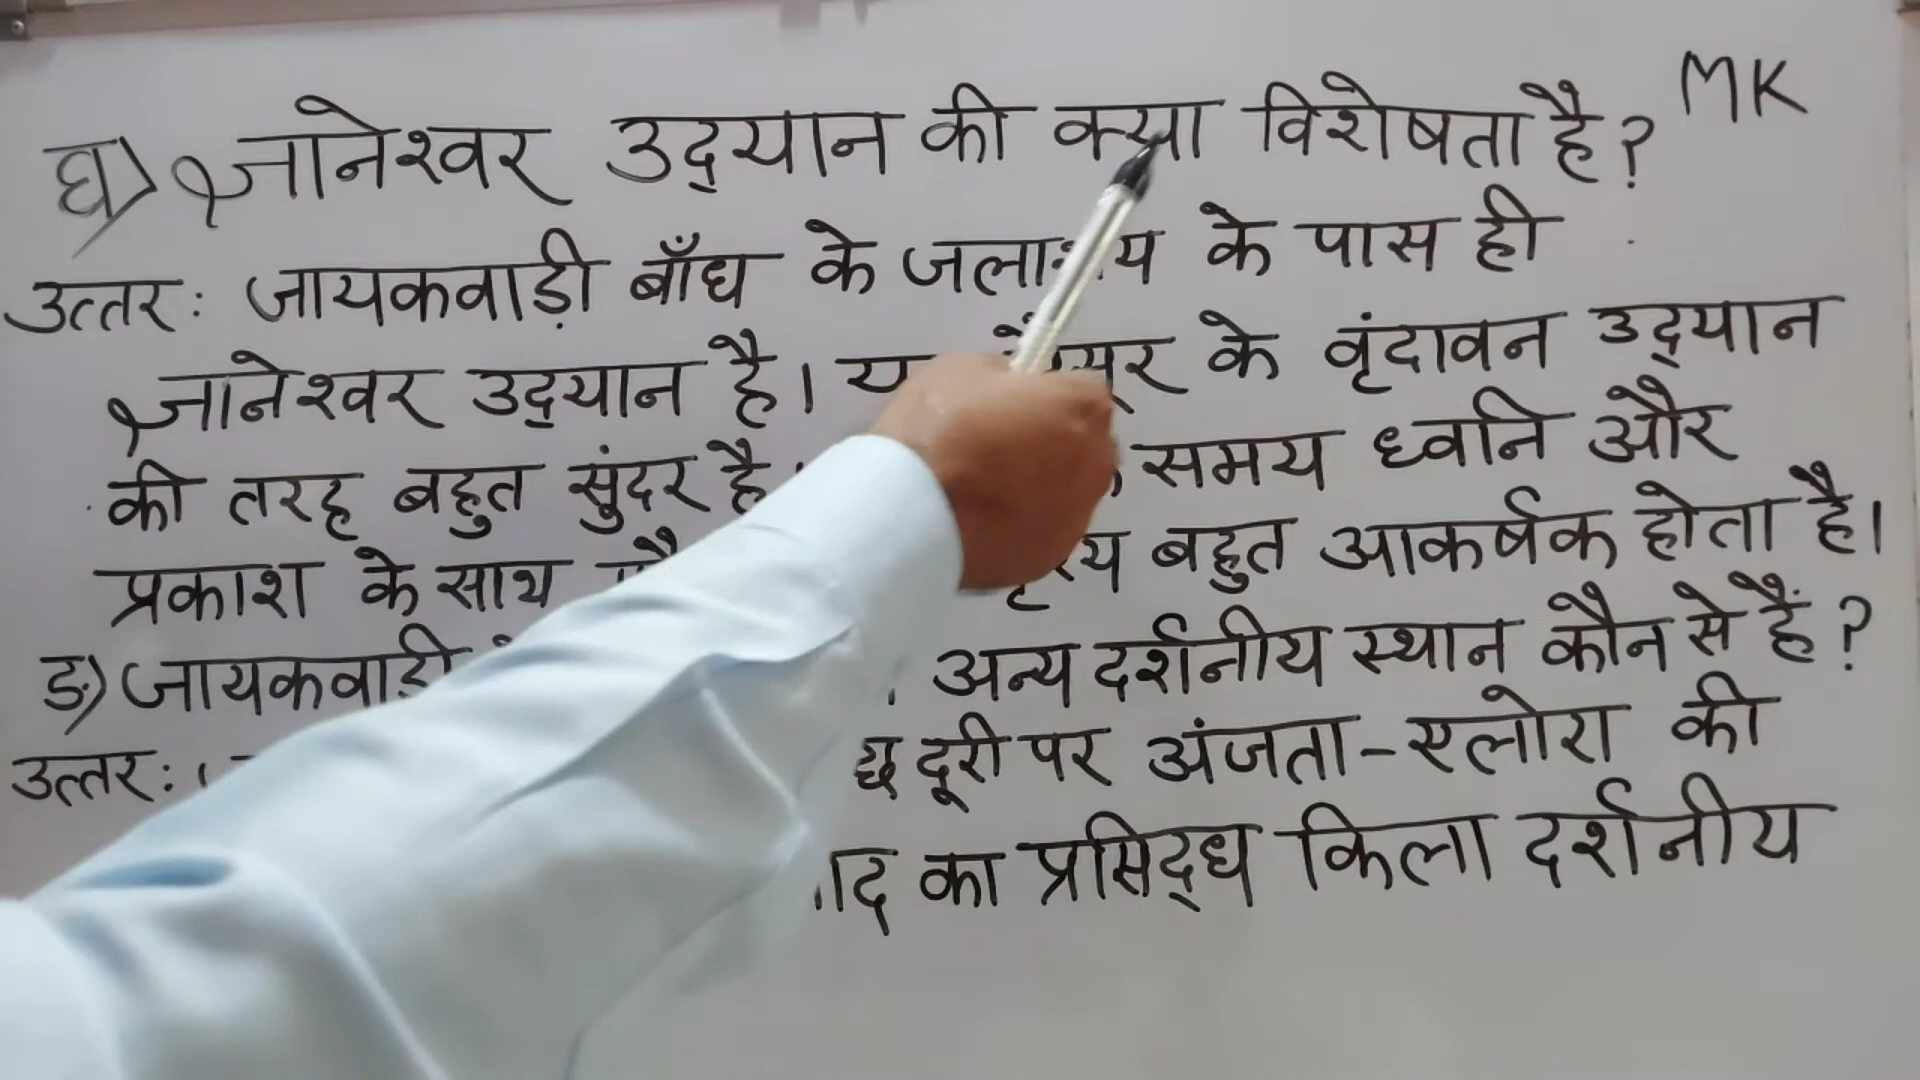 घ) ज्ञानेश्वर उद्यान की क्या विशेषता है? MK
उत्तर: जायकवाड़ी बाँध के के पास ही
ज्ञानेश्वर उद्यान है। के वृंदावन उद्यान
की तरह बहुत सुंदर है समय ध्वनि और
प्रकाश के साथ बहुत आकर्षक होता है।
ङ) जायकवाड़ी अन्य दर्शनीय स्थान कौन से हैं?
उत्तर: दूरी पर अंजता-एलोरा की
का प्रसिद्ध किला दर्शनीय